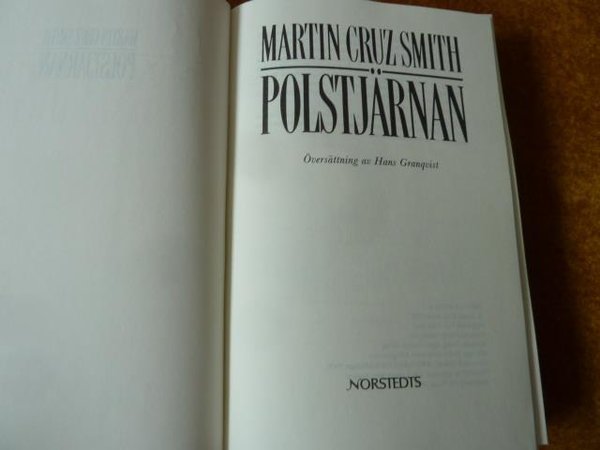 MARTIN CRUZ SMITH
POLSTJÄRNAN
Översättning av Hans Granqvist
NORSTEDTS